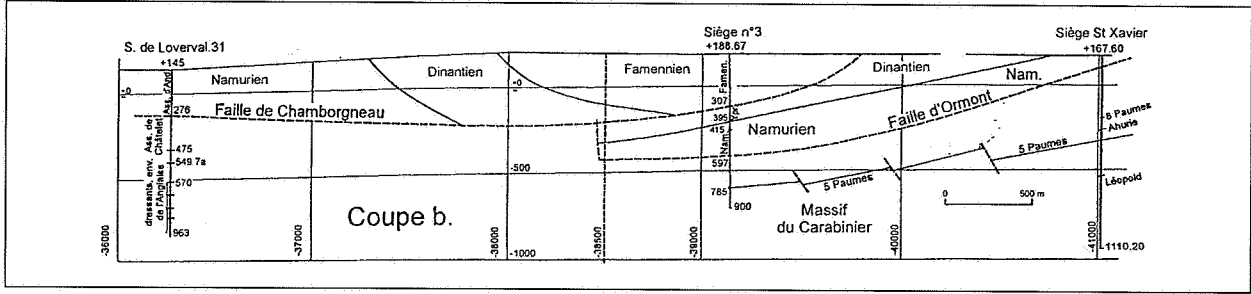 S. de Loverval.31
+145
Siège n°3
+188.67
Siège St Xavier
+167.60
Namurien
Dinantien
Famennien
Dinantien
Nam.
Famen.
Nam.
-0
-0
Ass. d'And.
276
Faille de Chamborgneau
307
395
415
Namurien
Faille d'Ormont
8 Paumes
Ahurie
Ass. de Châtelet
475
549.7a
570
dressants. env. de l'Anglaise
963
-500
597
785
900
5 Paumes
5 Paumes
Léopold
0
500 m
Coupe b.
Massif
du Carabinier
-1000
1110,20
-36000
-37000
-38000
-38500
-39000
-40000
-41000